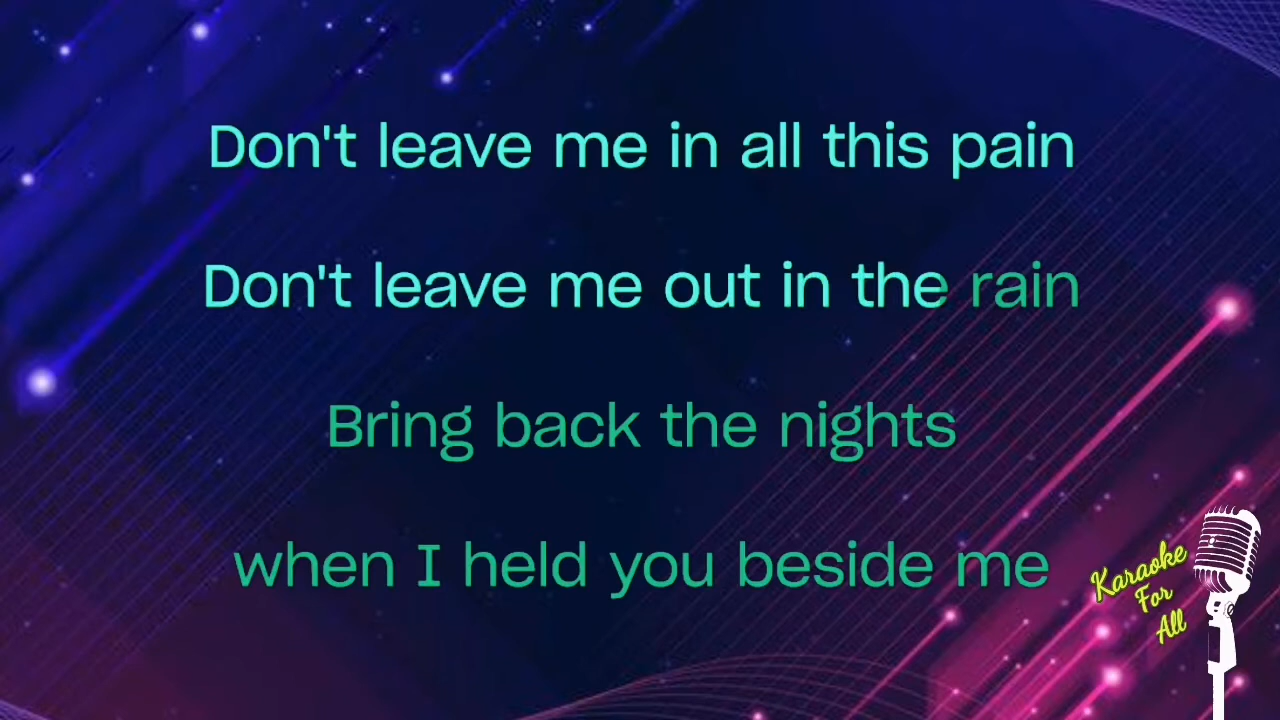 Don't leave me in all this pain
Don't leave me out in the rain
Bring back the nights
when I held you beside me
Karaoke
For
All